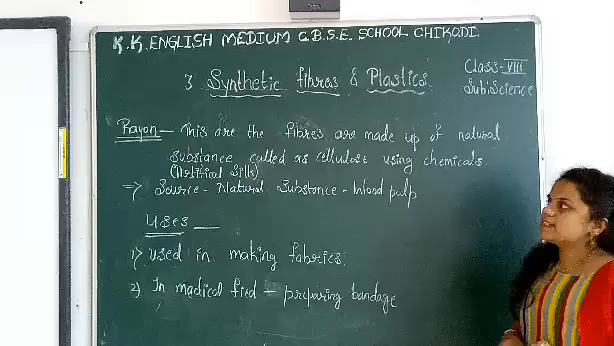 K.K. ENGLISH MEDIUM C.B.S.E. SCHOOL CHIKODI.
Class-VIII
Sub:Science
3 Synthetic fibres & Plastics.
Rayon — This are the fibres are made up of natural
substance called as cellulose using chemicals.
(Artificial Silk)
=> Source - Natural Substance - Wood pulp
Uses —
1) used in making fabrics.
2) In madical fied — preparing bandage